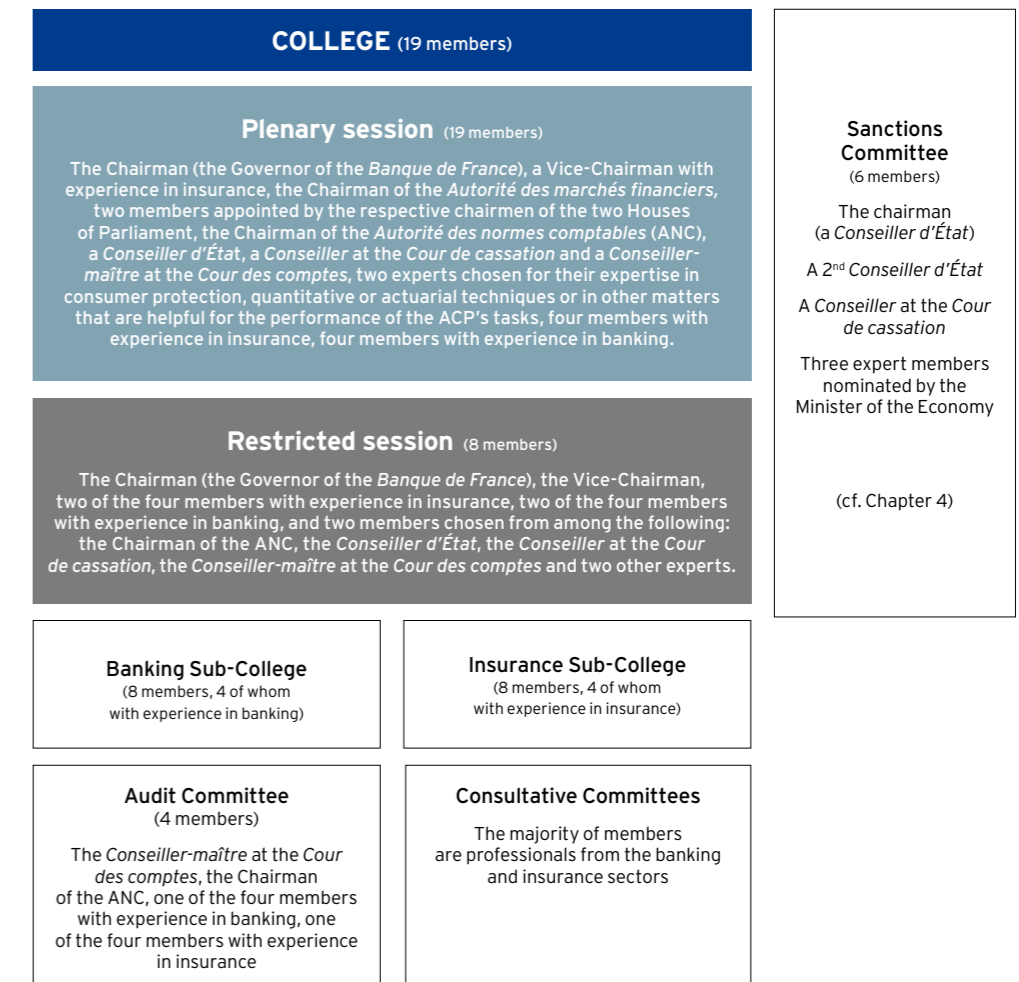 COLLEGE (19 members)
Plenary session (19 members)
The Chairman (the Governor of the Banque de France), a Vice-Chairman with
experience in insurance, the Chairman of the Autorité des marchés financiers,
two members appointed by the respective chairmen of the two Houses
of Parliament, the Chairman of the Autorité des normes comptables (ANC),
a Conseiller d'État, a Conseiller at the Cour de cassation and a Conseiller-
maître at the Cour des comptes, two experts chosen for their expertise in
consumer protection, quantitative or actuarial techniques or in other matters
that are helpful for the performance of the ACP's tasks, four members with
experience in insurance, four members with experience in banking.
Restricted session (8 members)
The Chairman (the Governor of the Banque de France), the Vice-Chairman,
two of the four members with experience in insurance, two of the four members
with experience in banking, and two members chosen from among the following:
the Chairman of the ANC, the Conseiller d'État, the Conseiller at the Cour
de cassation, the Conseiller-maître at the Cour des comptes and two other experts.
Banking Sub-College
(8 members, 4 of whom
with experience in banking)
Insurance Sub-College
(8 members, 4 of whom
with experience in insurance)
Audit Committee
(4 members)
The Conseiller-maître at the Cour
des comptes, the Chairman
of the ANC, one of the four members
with experience in banking, one
of the four members with experience
in insurance
Consultative Committees
The majority of members
are professionals from the banking
and insurance sectors
Sanctions
Committee
(6 members)
The chairman
(a Conseiller d'État)
A 2nd Conseiller d'État
A Conseiller at the Cour
de cassation
Three expert members
nominated by the
Minister of the Economy
(cf. Chapter 4)